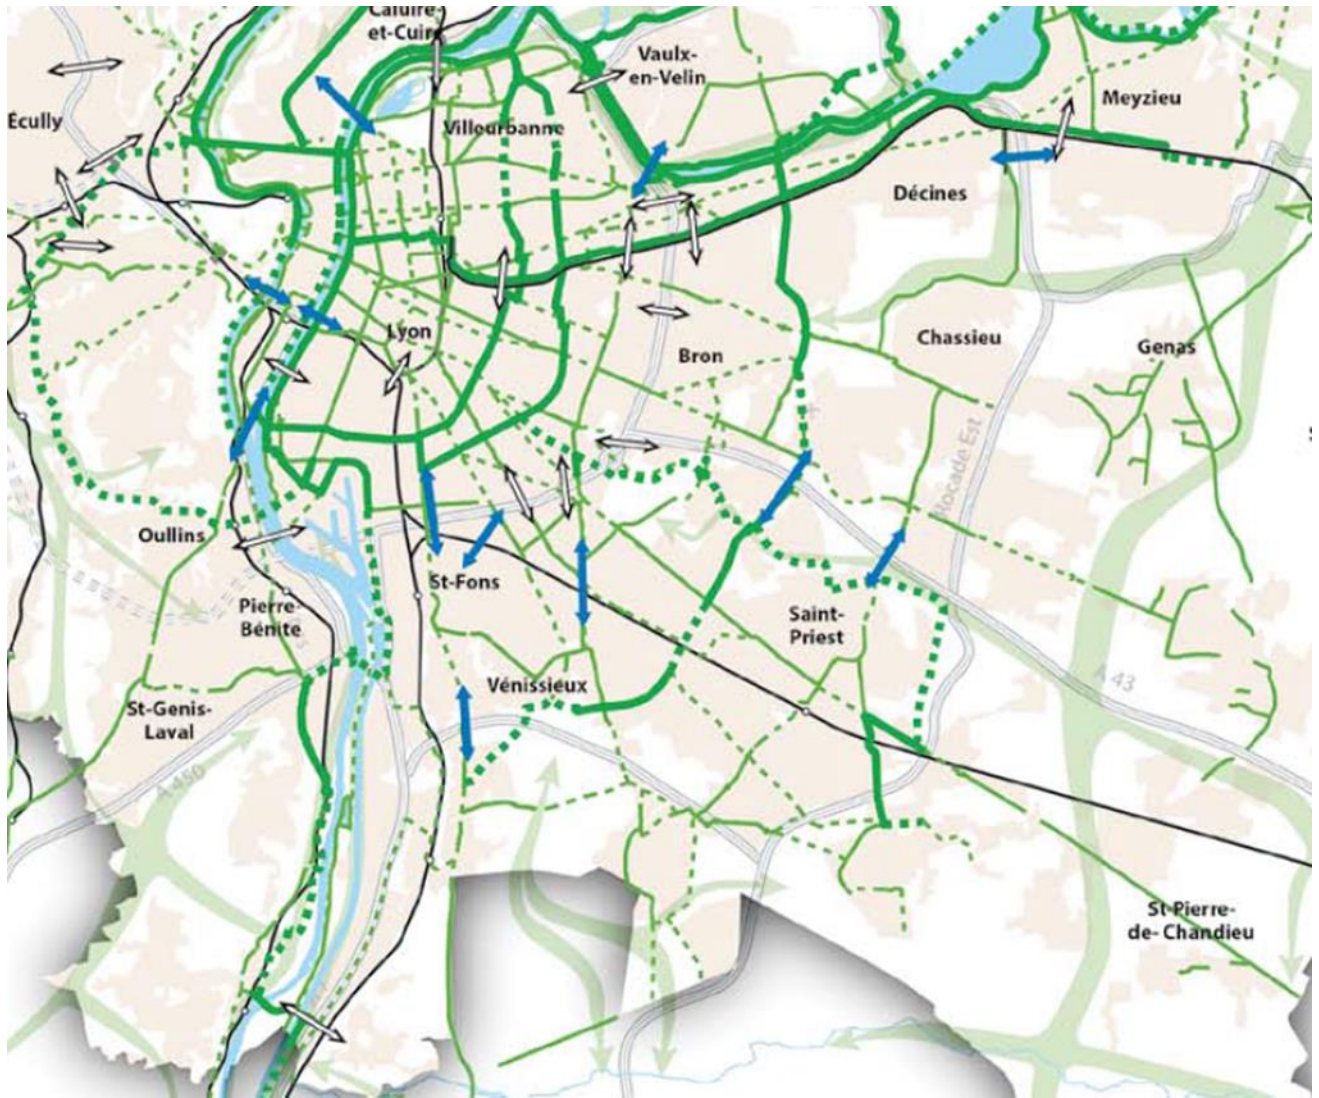 Caluire-
et-Cuire
Vaulx-
en-Velin
Meyzieu
Écully
Villeurbanne
Décines
Lyon
Chassieu
Bron
Genas
Rocade Est
Oullins
St-Fons
Pierre-
Bénite
Saint-
Priest
A 43
Vénissieux
St-Genis-
Laval
A 450
St-Pierre-
de-Chandieu